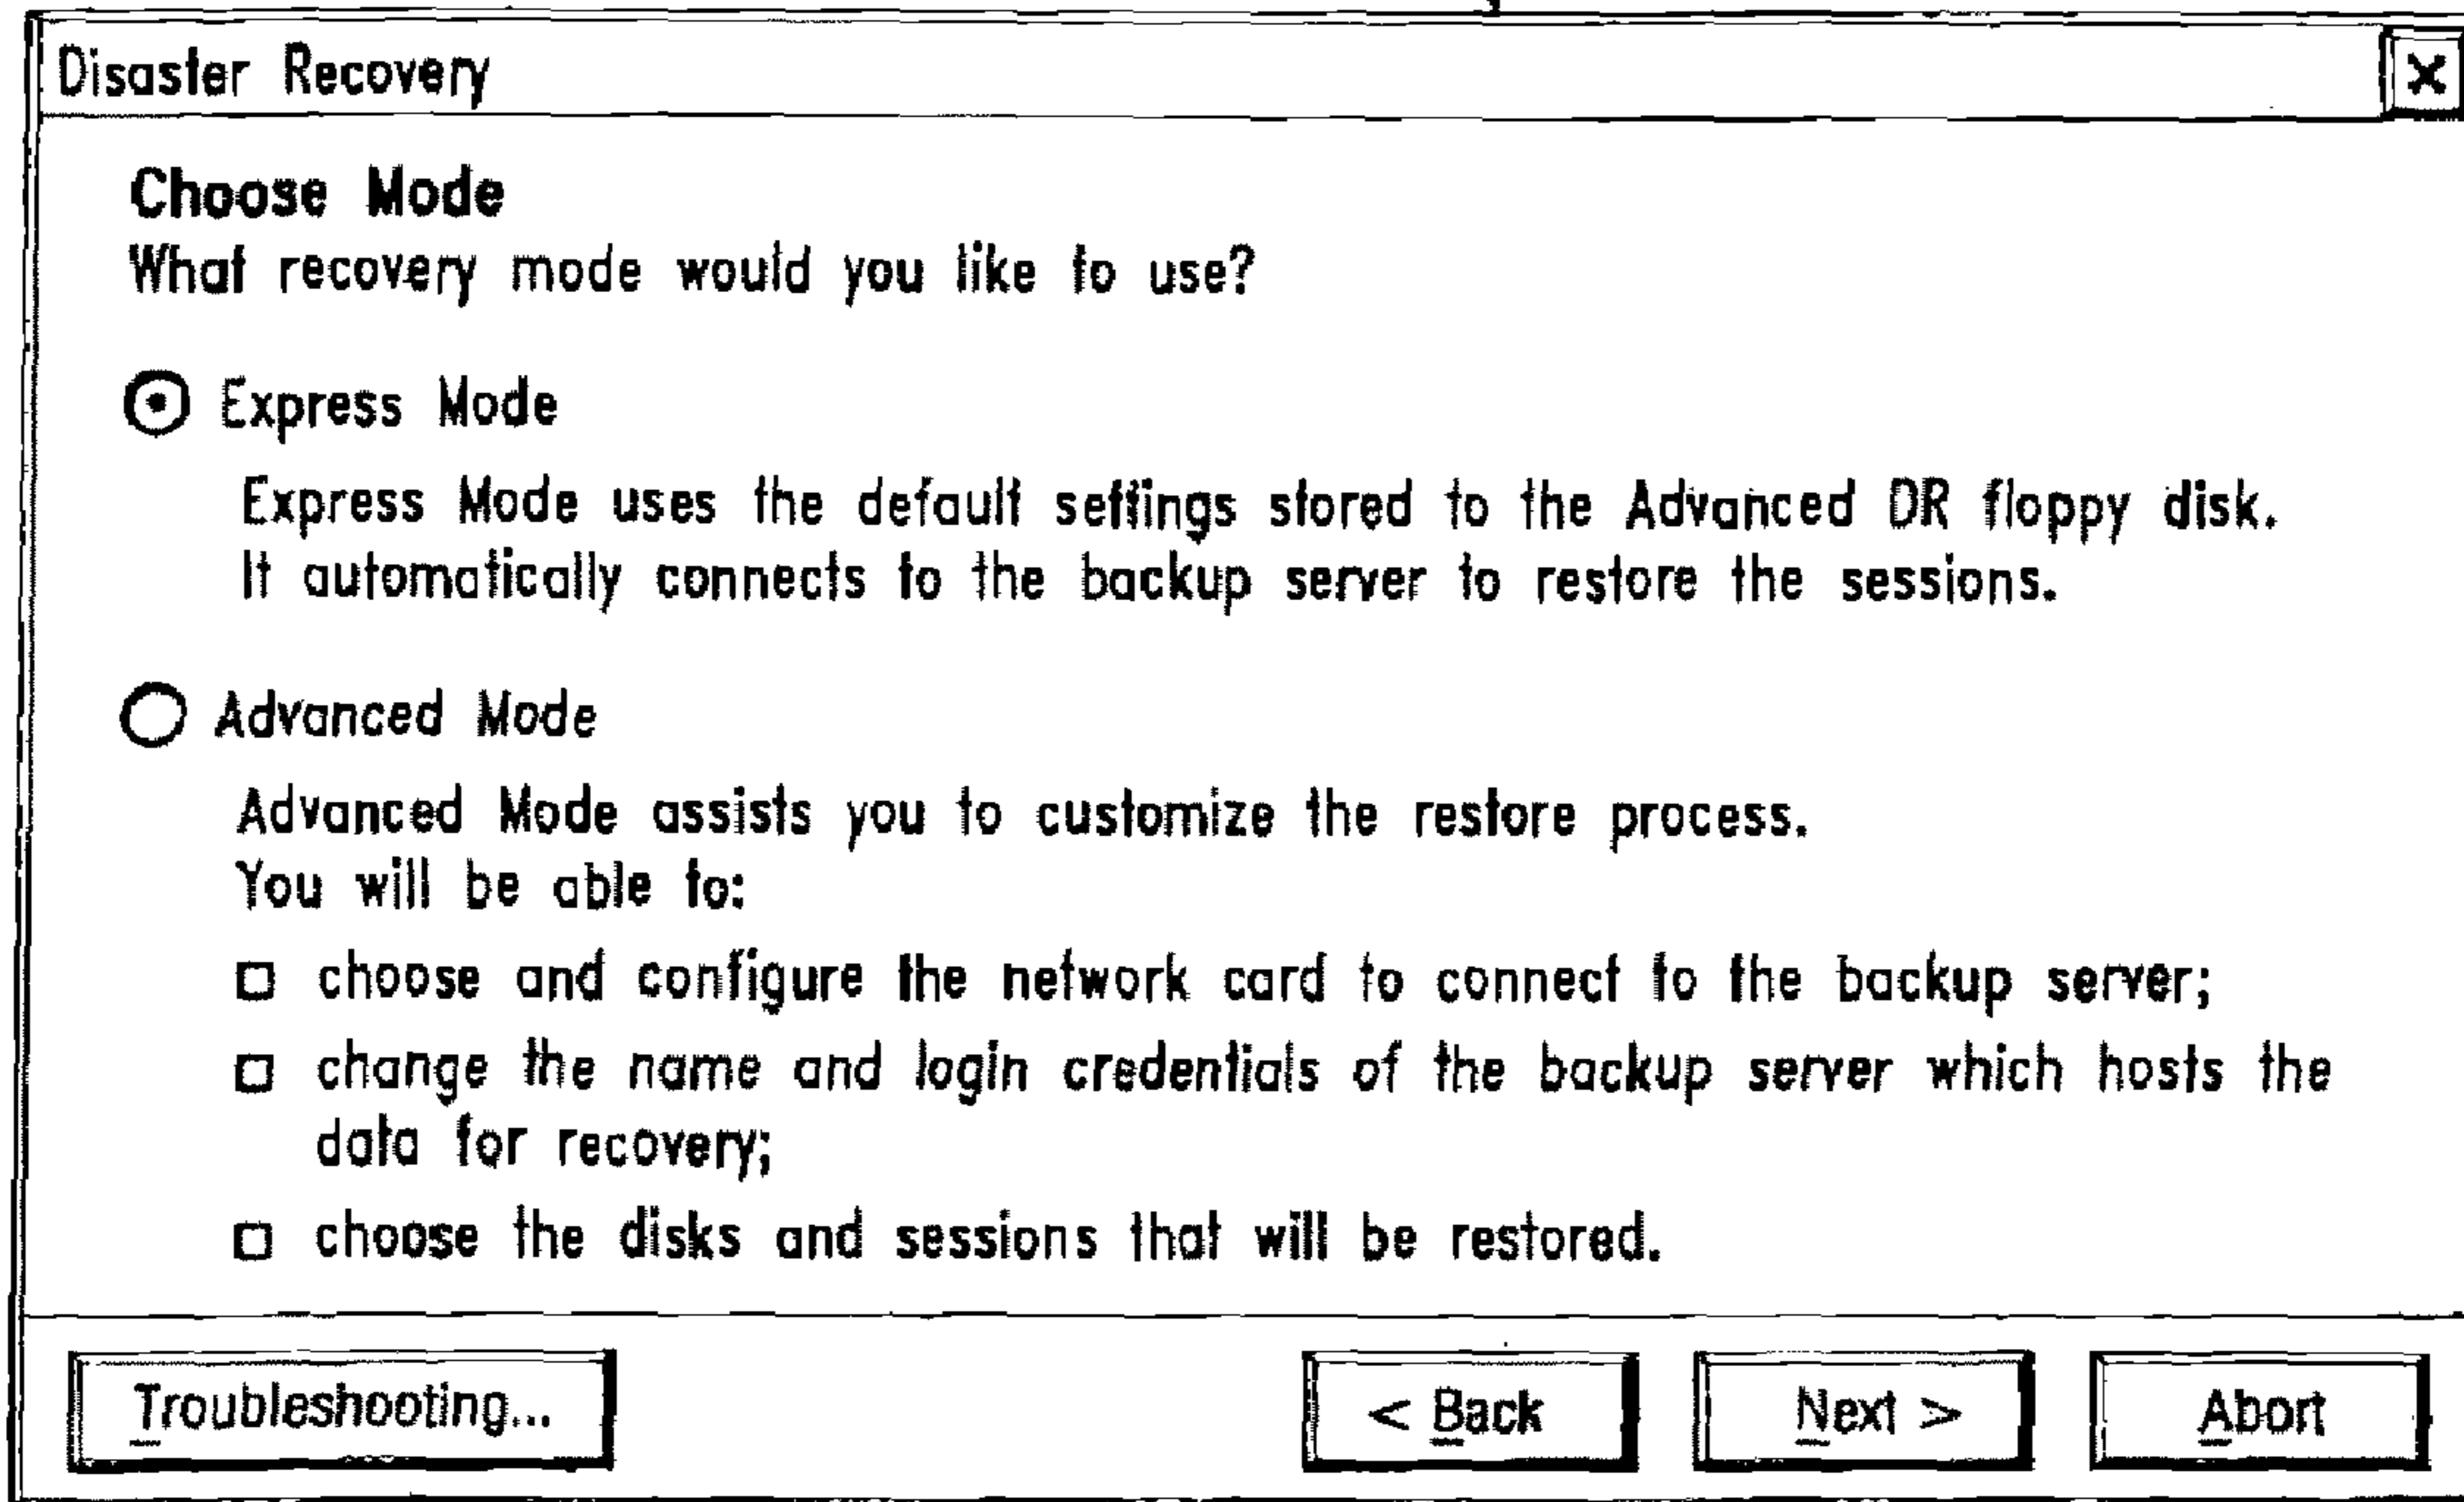 Disaster Recovery
X
Choose Mode
What recovery mode would you like to use?
Express Mode
Express Mode uses the default settings stored to the Advanced DR floppy disk.
It automatically connects to the backup server to restore the sessions.
Advanced Mode
Advanced Mode assists you to customize the restore process.
You will be able to:
choose and configure the network card to connect to the backup server;
change the name and login credentials of the backup server which hosts the
data for recovery;
choose the disks and sessions that will be restored.
Troubleshooting... < Back Next > Abort